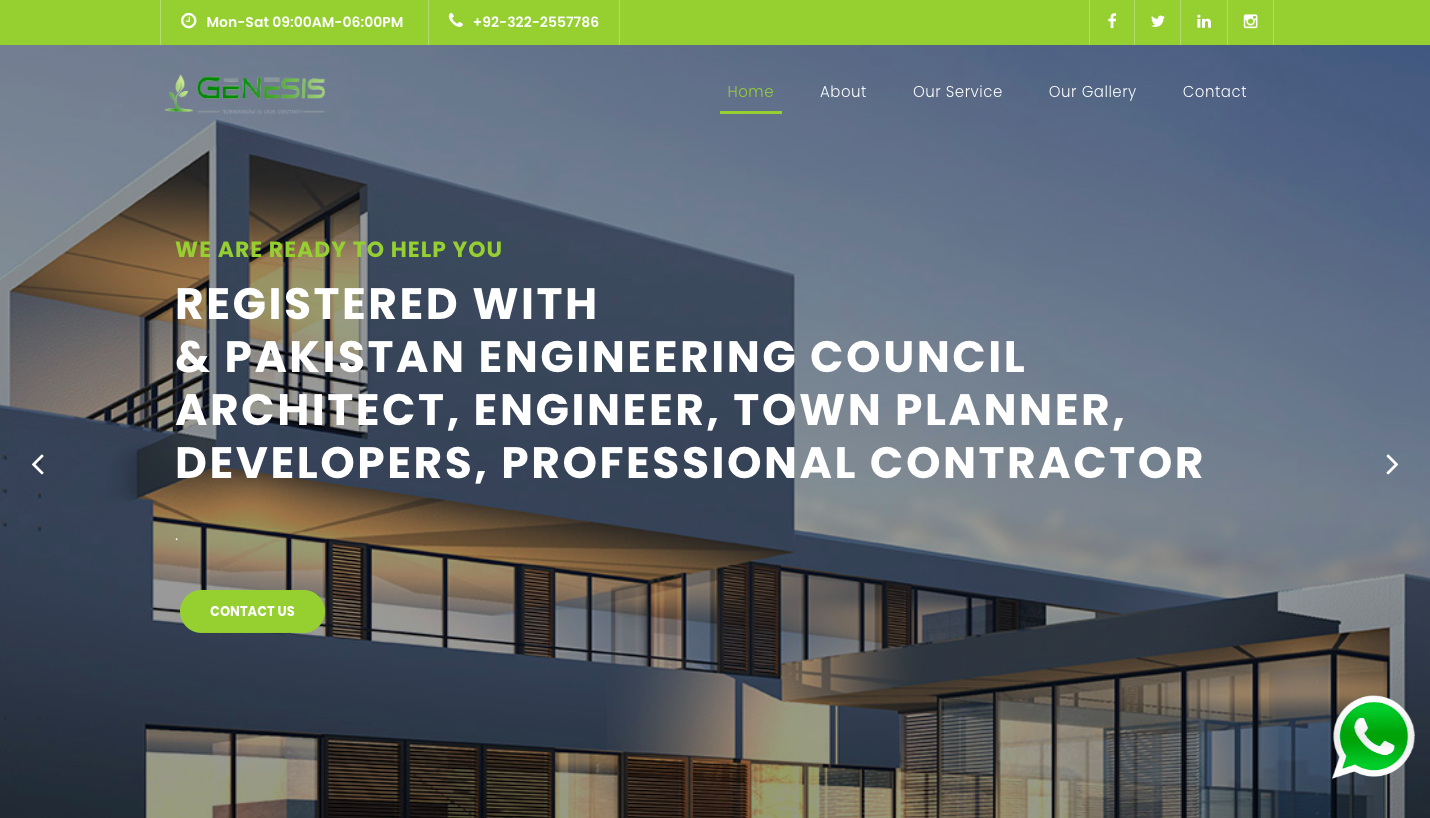 Mon-Sat 09:00AM-06:00PM
+92-322-2557786
GENESIS
Home
About
Our Service
Our Gallery
Contact
WE ARE READY TO HELP YOU
REGISTERED WITH
& PAKISTAN ENGINEERING COUNCIL
ARCHITECT, ENGINEER, TOWN PLANNER,
DEVELOPERS, PROFESSIONAL CONTRACTOR
.
CONTACT US